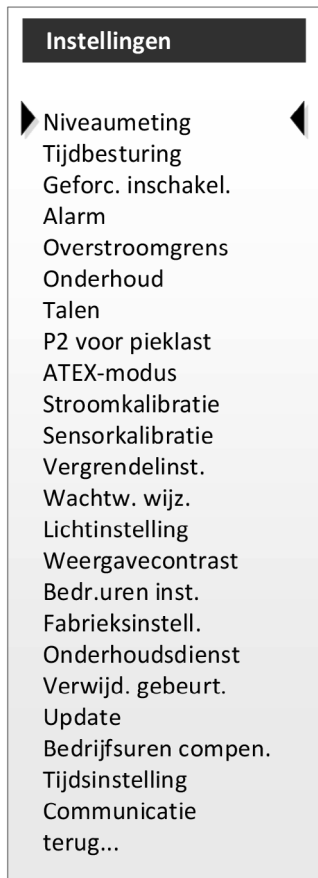 Instellingen
Niveaumeting
Tijdbesturing
Geforc. inschakel.
Alarm
Overstroomgrens
Onderhoud
Talen
P2 voor pieklast
ATEX-modus
Stroomkalibratie
Sensorkalibratie
Vergrendelinst.
Wachtw. wijz.
Lichtinstelling
Weergavecontrast
Bedr.uren inst.
Fabrieksinstell.
Onderhoudsdienst
Verwijd. gebeurt.
Update
Bedrijfsuren compen.
Tijdsinstelling
Communicatie
terug...